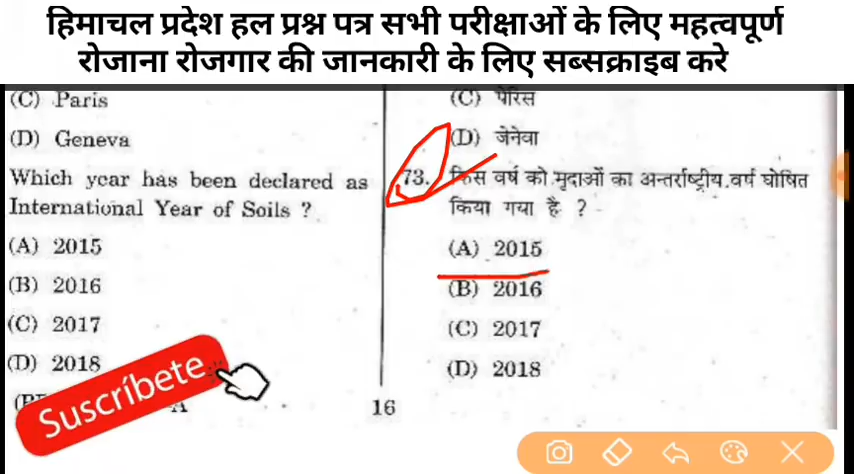 हिमाचल प्रदेश हल प्रश्न पत्र सभी परीक्षाओं के लिए महत्वपूर्ण
रोजाना रोजगार की जानकारी के लिए सब्सक्राइब करे
(C) Paris
(D) Geneva
Which year has been declared as
International Year of Soils ?
(A) 2015
(B) 2016
(C) 2017
(D) 2018
(C) पेरिस
(D) जेनेवा
73. किस वर्ष को मृदाओं का अन्तर्राष्ट्रीय वर्ष घोषित
किया गया है ?
(A) 2015
(B) 2016
(C) 2017
(D) 2018
Suscríbete
A
16